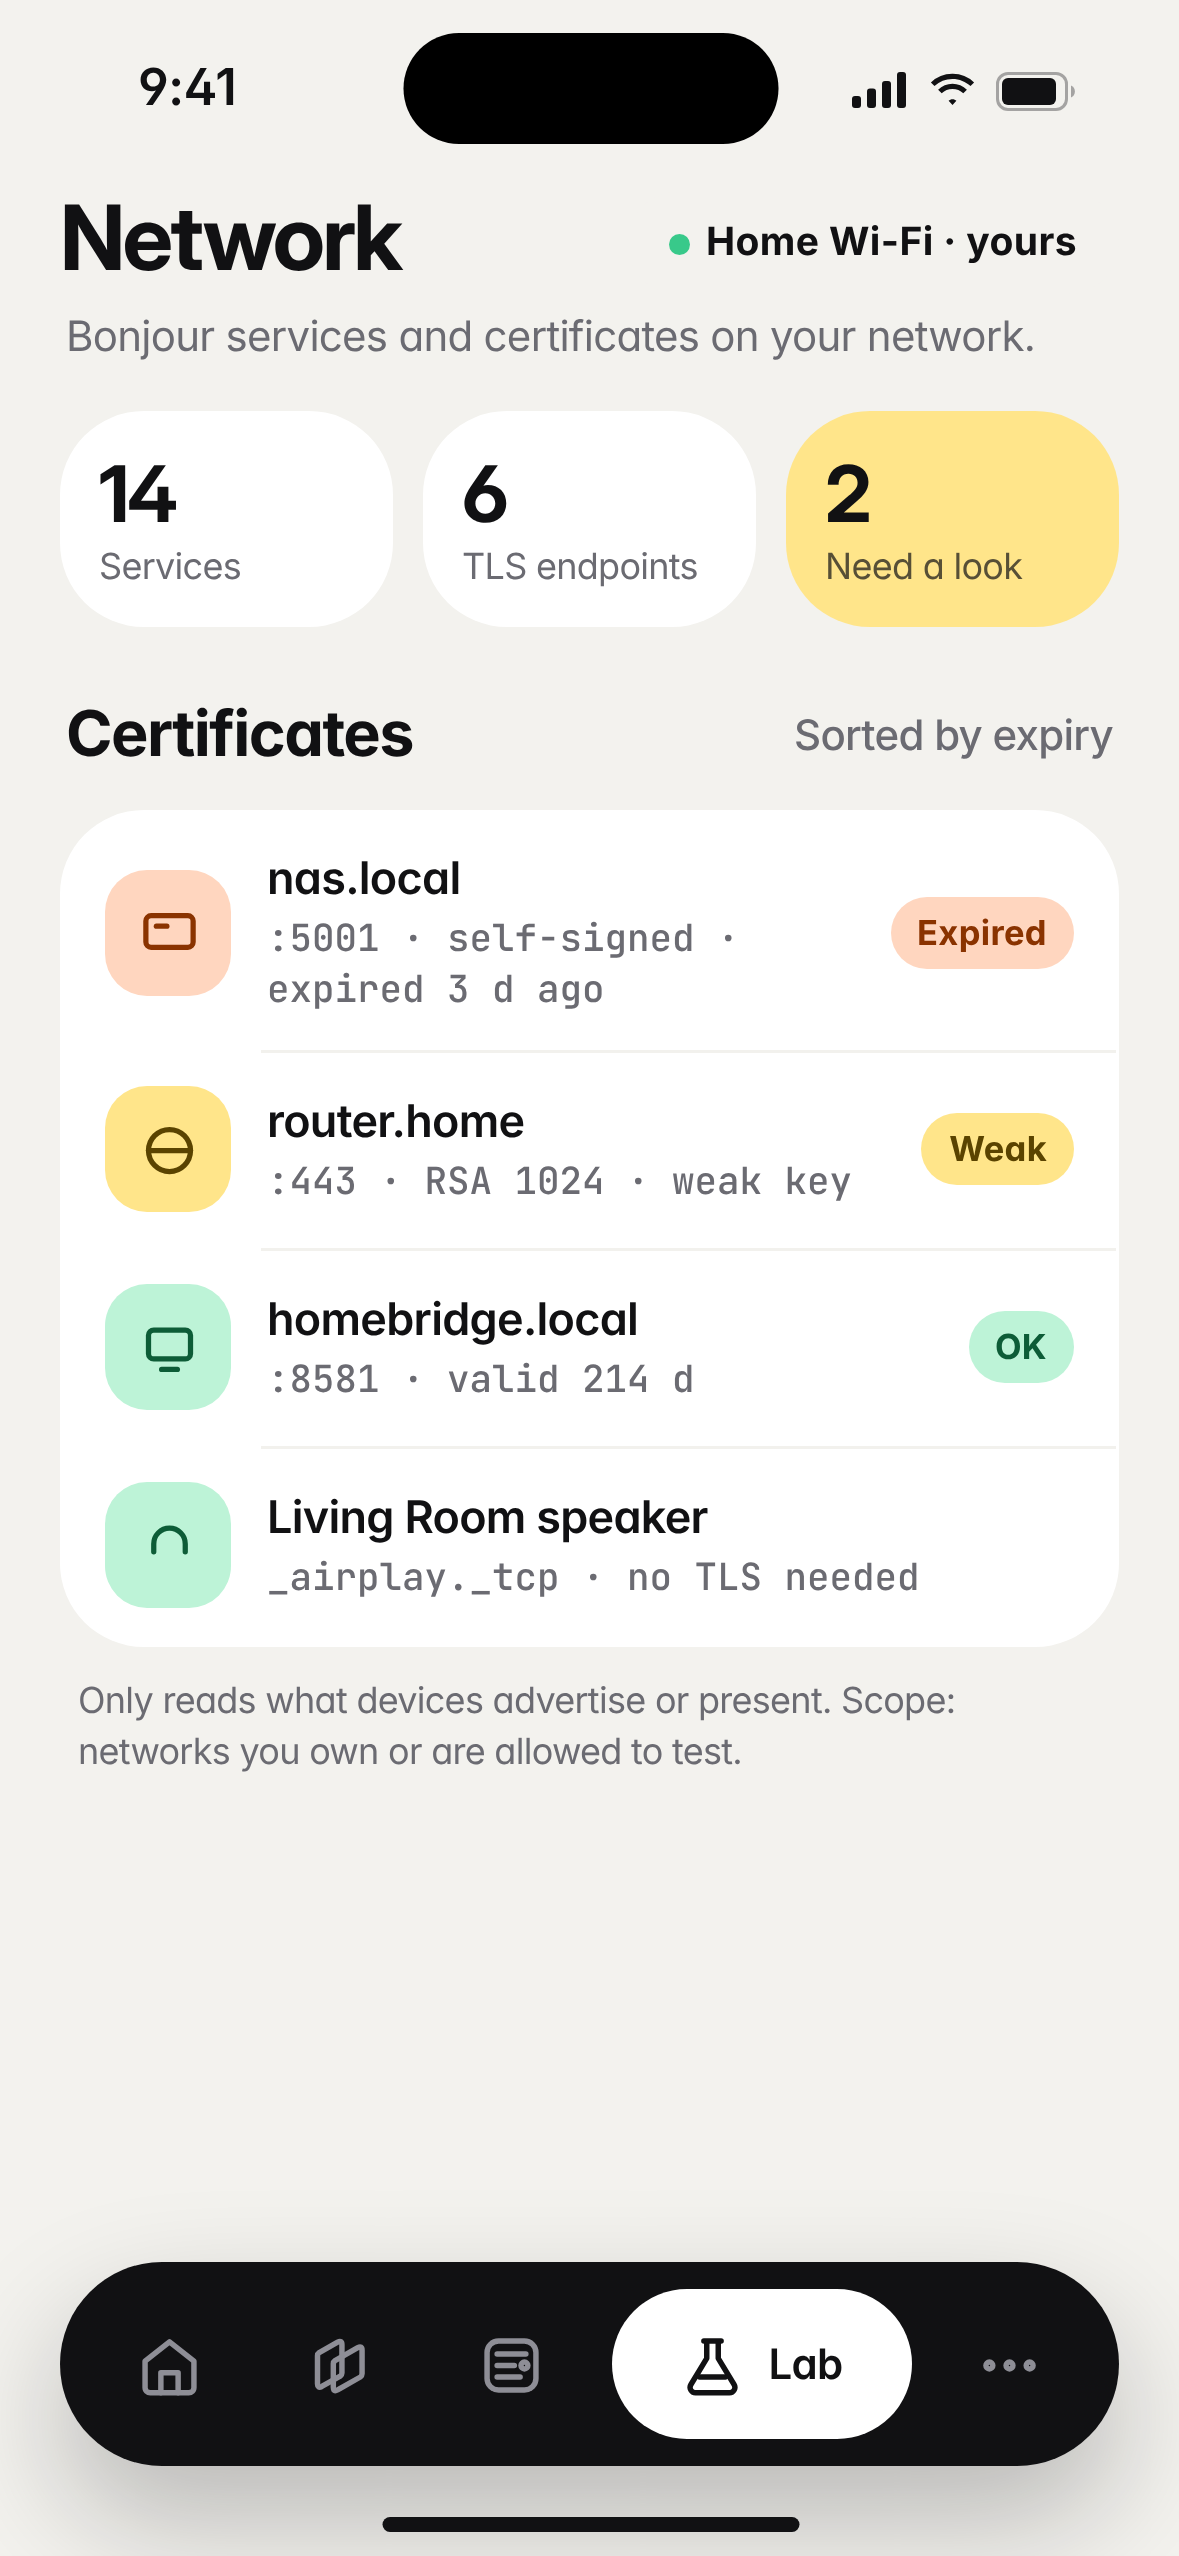 9:41
Network
Home Wi-Fi · yours
Bonjour services and certificates on your network.
14
Services
6
TLS endpoints
2
Need a look
Certificates
Sorted by expiry
nas.local
:5001 · self-signed ·
expired 3 d ago
Expired
router.home
:443 · RSA 1024 · weak key
Weak
homebridge.local
:8581 · valid 214 d
OK
Living Room speaker
_airplay._tcp · no TLS needed
Only reads what devices advertise or present. Scope:
networks you own or are allowed to test.
Lab